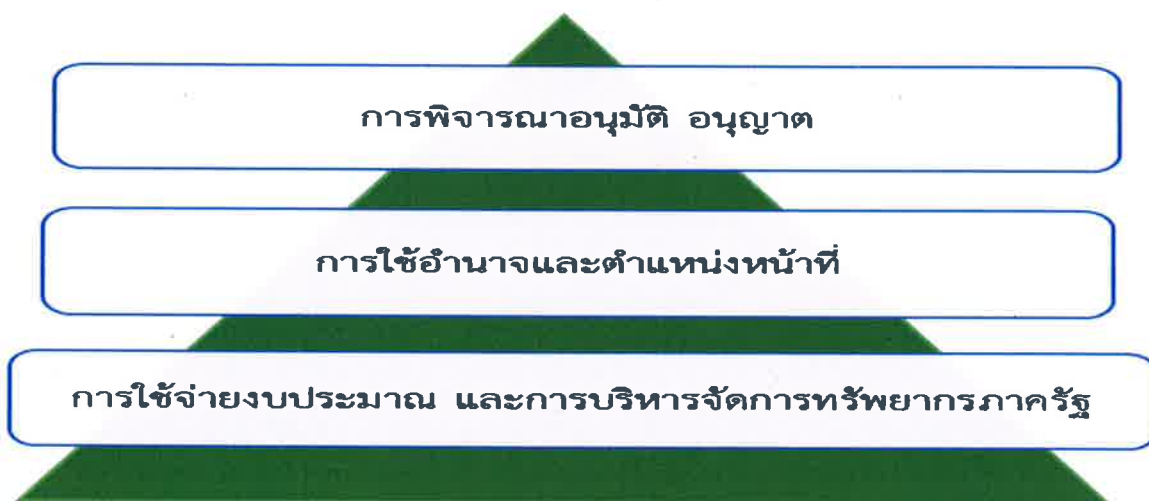 การพิจารณาอนุมัติ อนุญาต
การใช้อำนาจและตำแหน่งหน้าที่
การใช้จ่ายงบประมาณ และการบริหารจัดการทรัพยากรภาครัฐ